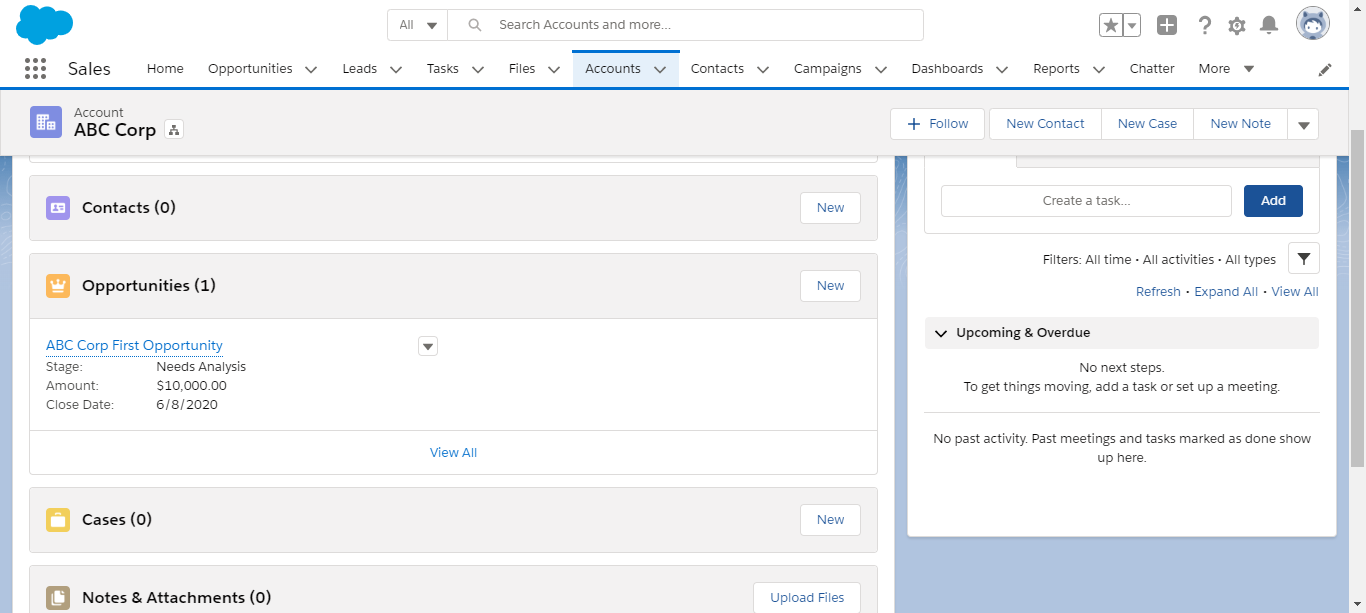 All
Search Accounts and more...
Sales
Home
Opportunities
Leads
Tasks
Files
Accounts
Contacts
Campaigns
Dashboards
Reports
Chatter
More
Account
ABC Corp
Follow
New Contact
New Case
New Note
Contacts (0)
New
Opportunities (1)
New
ABC Corp First Opportunity
Stage: Needs Analysis
Amount: $10,000.00
Close Date: 6/8/2020
View All
Cases (0)
New
Notes & Attachments (0)
Upload Files
Create a task...
Add
Filters: All time • All activities • All types
Refresh • Expand All • View All
Upcoming & Overdue
No next steps.
To get things moving, add a task or set up a meeting.
No past activity. Past meetings and tasks marked as done show
up here.